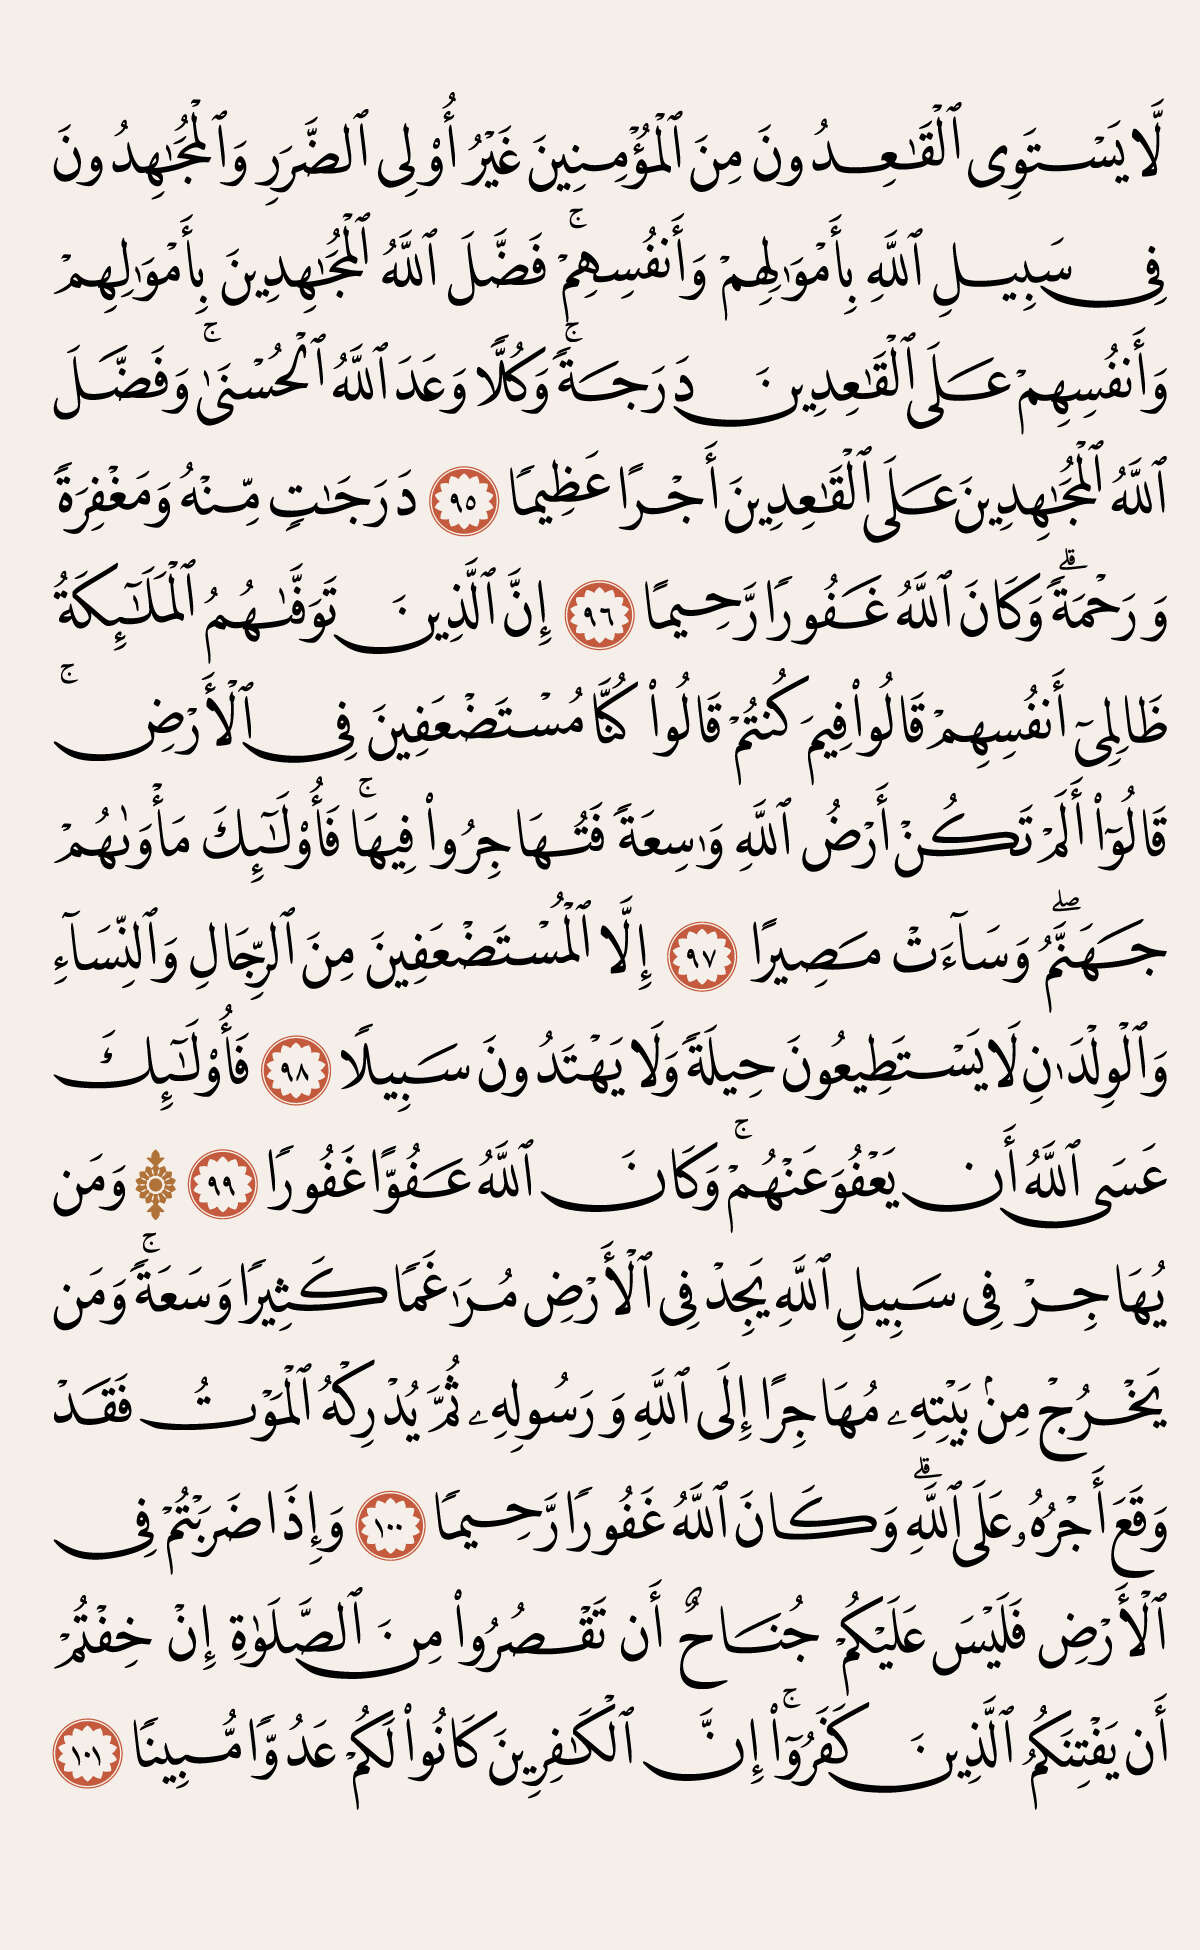 لَّا يَسْتَوِى ٱلْقَٰعِدُونَ مِنَ ٱلْمُؤْمِنِينَ غَيْرُ أُو۟لِى ٱلضَّرَرِ وَٱلْمُجَٰهِدُونَ
فِى سَبِيلِ ٱللَّهِ بِأَمْوَٰلِهِمْ وَأَنفُسِهِمْ ۚ فَضَّلَ ٱللَّهُ ٱلْمُجَٰهِدِينَ بِأَمْوَٰلِهِمْ
وَأَنفُسِهِمْ عَلَى ٱلْقَٰعِدِينَ دَرَجَةً ۚ وَكُلًّا وَعَدَ ٱللَّهُ ٱلْحُسْنَىٰ ۚ وَفَضَّلَ
ٱللَّهُ ٱلْمُجَٰهِدِينَ عَلَى ٱلْقَٰعِدِينَ أَجْرًا عَظِيمًا ٩٥ دَرَجَٰتٍ مِّنْهُ وَمَغْفِرَةً
وَرَحْمَةً ۚ وَكَانَ ٱللَّهُ غَفُورًا رَّحِيمًا ٩٦ إِنَّ ٱلَّذِينَ تَوَفَّىٰهُمُ ٱلْمَلَٰٓئِكَةُ
ظَالِمِىٓ أَنفُسِهِمْ قَالُوا۟ فِيمَ كُنتُمْ قَالُوا۟ كُنَّا مُسْتَضْعَفِينَ فِى ٱلْأَرْضِ ۚ
قَالُوٓا۟ أَلَمْ تَكُنْ أَرْضُ ٱللَّهِ وَٰسِعَةً فَتُهَاجِرُوا۟ فِيهَا ۚ فَأُو۟لَٰٓئِكَ مَأْوَىٰهُمْ
جَهَنَّمُ ۖ وَسَآءَتْ مَصِيرًا ٩٧ إِلَّا ٱلْمُسْتَضْعَفِينَ مِنَ ٱلرِّجَالِ وَٱلنِّسَآءِ
وَٱلْوِلْدَٰنِ لَا يَسْتَطِيعُونَ حِيلَةً وَلَا يَهْتَدُونَ سَبِيلًا ٩٨ فَأُو۟لَٰٓئِكَ
عَسَى ٱللَّهُ أَن يَعْفُوَ عَنْهُمْ ۚ وَكَانَ ٱللَّهُ عَفُوًّا غَفُورًا ٩٩ ۞ وَمَن
يُهَاجِرْ فِى سَبِيلِ ٱللَّهِ يَجِدْ فِى ٱلْأَرْضِ مُرَٰغَمًا كَثِيرًا وَسَعَةً ۚ وَمَن
يَخْرُجْ مِنۢ بَيْتِهِۦ مُهَاجِرًا إِلَى ٱللَّهِ وَرَسُولِهِۦ ثُمَّ يُدْرِكْهُ ٱلْمَوْتُ فَقَدْ
وَقَعَ أَجْرُهُۥ عَلَى ٱللَّهِ ۗ وَكَانَ ٱللَّهُ غَفُورًا رَّحِيمًا ١٠٠ وَإِذَا ضَرَبْتُمْ فِى
ٱلْأَرْضِ فَلَيْسَ عَلَيْكُمْ جُنَاحٌ أَن تَقْصُرُوا۟ مِنَ ٱلصَّلَوٰةِ إِنْ خِفْتُمْ
أَن يَفْتِنَكُمُ ٱلَّذِينَ كَفَرُوٓا۟ ۚ إِنَّ ٱلْكَٰفِرِينَ كَانُوا۟ لَكُمْ عَدُوًّا مُّبِينًا ١٠١